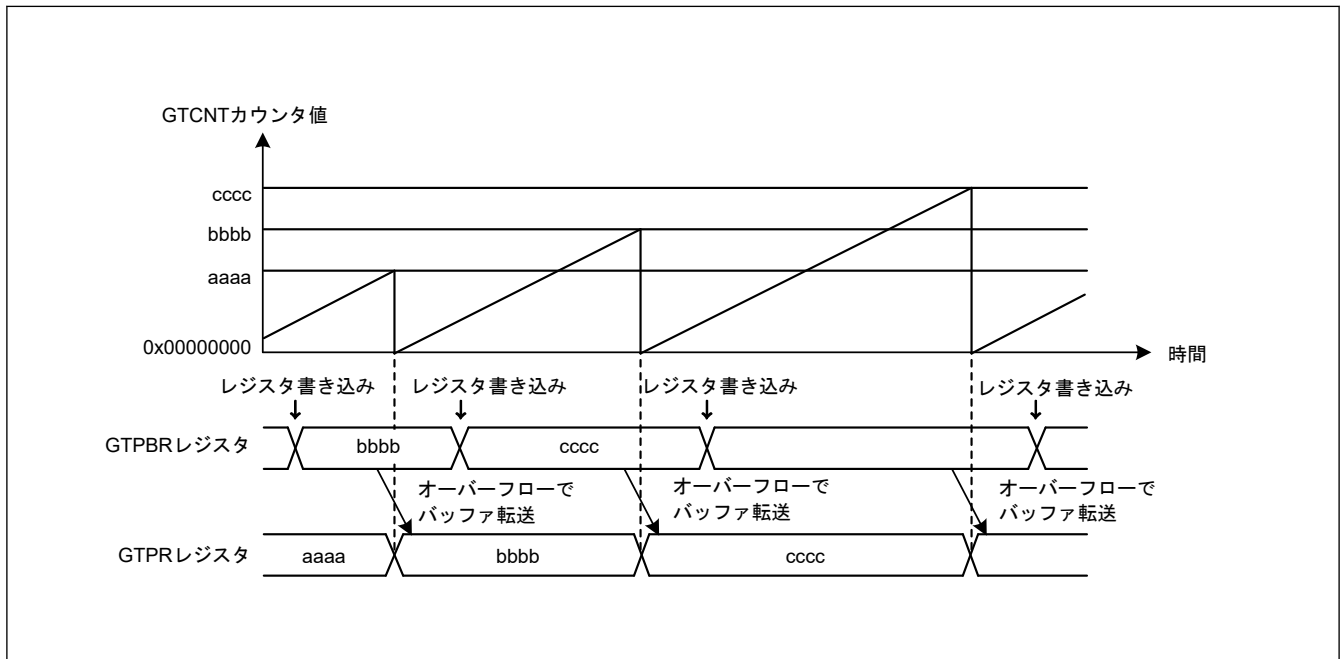 GTCNTカウンタ値
cccc
bbbb
aaaa
0x00000000
時間
レジスタ書き込み
レジスタ書き込み
レジスタ書き込み
レジスタ書き込み
GTPBRレジスタ
bbbb
cccc
オーバーフローで
バッファ転送
オーバーフローで
バッファ転送
オーバーフローで
バッファ転送
GTPRレジスタ
aaaa
bbbb
cccc